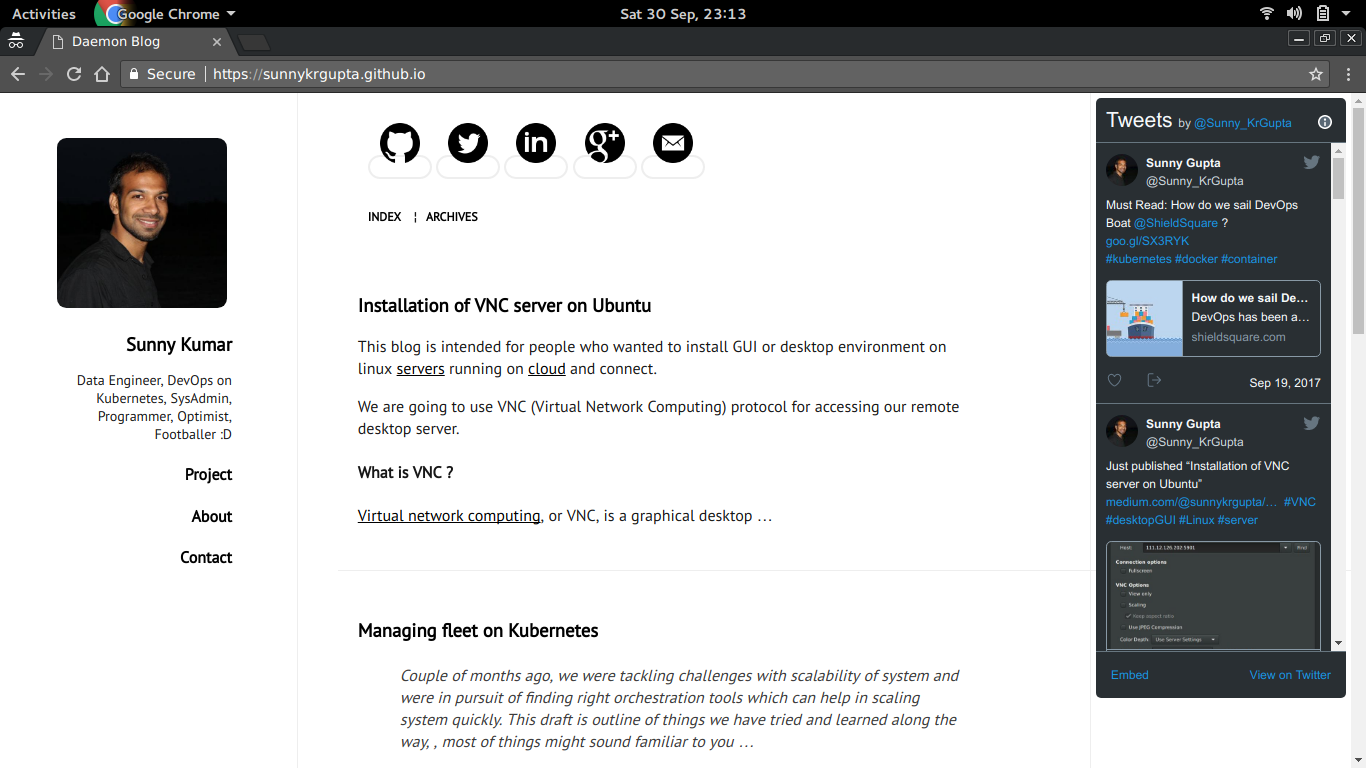 Activities Google Chrome Sat 30 Sep, 23:13
Daemon Blog
Secure https://sunnykrgupta.github.io
Sunny Kumar
Data Engineer, DevOps on
Kubernetes, SysAdmin,
Programmer, Optimist,
Footballer :D
Project
About
Contact
in
g+
INDEX ¦ ARCHIVES
Installation of VNC server on Ubuntu
This blog is intended for people who wanted to install GUI or desktop environment on
linux servers running on cloud and connect.
We are going to use VNC (Virtual Network Computing) protocol for accessing our remote
desktop server.
What is VNC ?
Virtual network computing, or VNC, is a graphical desktop …
Managing fleet on Kubernetes
Couple of months ago, we were tackling challenges with scalability of system and
were in pursuit of finding right orchestration tools which can help in scaling
system quickly. This draft is outline of things we have tried and learned along the
way, , most of things might sound familiar to you …
Tweets by @Sunny_KrGupta
Sunny Gupta
@Sunny_KrGupta
Must Read: How do we sail DevOps
Boat @ShieldSquare ?
goo.gl/SX3RYK
#kubernetes #docker #container
How do we sail De…
DevOps has been a…
shieldsquare.com
Sep 19, 2017
Sunny Gupta
@Sunny_KrGupta
Just published “Installation of VNC
server on Ubuntu”
medium.com/@sunnykrgupta/… #VNC
#desktopGUI #Linux #server
Host: 111.12.126.202:5901 Find
Connection options
Fullscreen
VNC Options
View only
Scaling
Keep aspect ratio
Use JPEG Compression
Color Depth: Use Server Settings
Embed View on Twitter